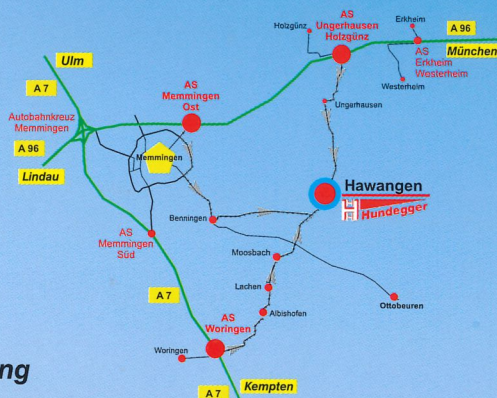 Ulm
A 7
Autobahnkreuz
Memmingen
A 96
Lindau
AS
Memmingen
Ost
Memmingen
AS
Memmingen
Süd
Benningen
A 7
Holzgünz
AS
Ungerhausen
Holzgünz
Erkheim
A 96
München
AS
Erkheim
Westerheim
Westerheim
Ungerhausen
Hawangen
Hundegger
Moosbach
Lachen
Albishofen
Ottobeuren
AS
Woringen
Woringen
A 7
Kempten
ng